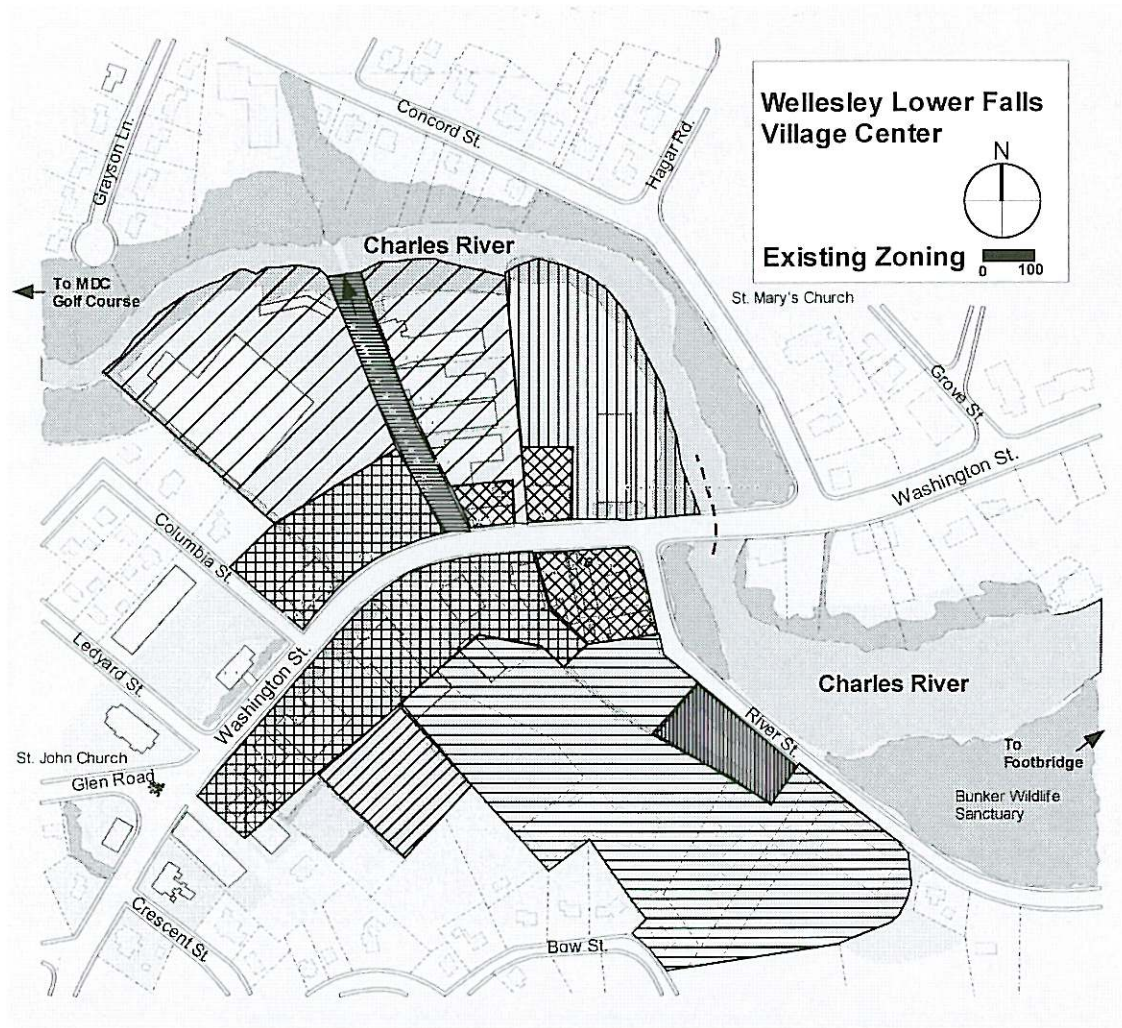 Wellesley Lower Falls
Village Center
N
Existing Zoning
0 100
Grayson Ln.
Concord St.
Hagar Rd.
Charles River
To MDC
Golf Course
St. Mary's Church
Grove St.
Washington St.
Columbia St.
Ledyard St.
Washington St.
Charles River
River St.
St. John Church
Glen Road
To
Footbridge
Bunker Wildlife
Sanctuary
Crescent St.
Bow St.